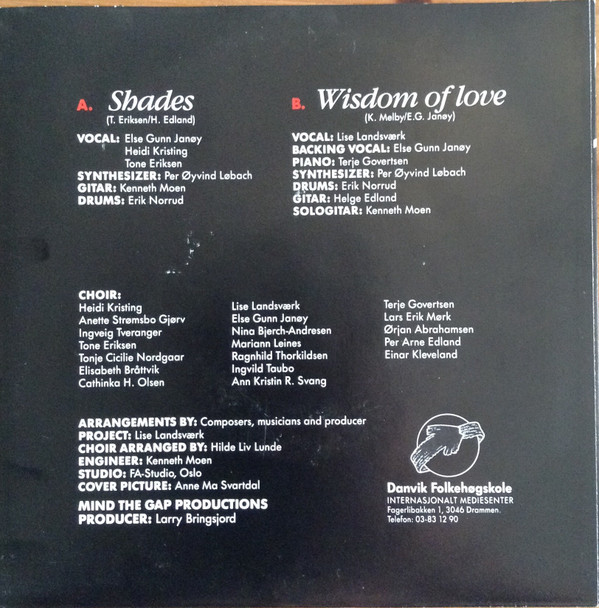 A. Shades
(T. Eriksen/H. Edland)
VOCAL: Else Gunn Janøy
Heidi Kristing
Tone Eriksen
SYNTHESIZER: Per Øyvind Løbach
GITAR: Kenneth Moen
DRUMS: Erik Norrud
B. Wisdom of love
(K. Melby/E.G. Janøy)
VOCAL: Lise Landsværk
BACKING VOCAL: Else Gunn Janøy
PIANO: Terje Govertsen
SYNTHESIZER: Per Øyvind Løbach
DRUMS: Erik Norrud
GITAR: Helge Edland
SOLOGITAR: Kenneth Moen
CHOIR:
Heidi Kristing
Anette Strømsbo Gjørv
Ingveig Tveranger
Tone Eriksen
Tonje Cicilie Nordgaar
Elisabeth Bråttvik
Cathinka H. Olsen
Lise Landsværk
Else Gunn Janøy
Nina Bjerch-Andresen
Mariann Leines
Ragnhild Thorkildsen
Ingvild Taubo
Ann Kristin R. Svang
Terje Govertsen
Lars Erik Mørk
Ørjan Abrahamsen
Per Arne Edland
Einar Kleveland
ARRANGEMENTS BY: Composers, musicians and producer
PROJECT: Lise Landsværk
CHOIR ARRANGED BY: Hilde Liv Lunde
ENGINEER: Kenneth Moen
STUDIO: FA-Studio, Oslo
COVER PICTURE: Anne Ma Svartdal
MIND THE GAP PRODUCTIONS
PRODUCER: Larry Bringsjord
Danvik Folkehøgskole
INTERNASJONALT MEDIESENTER
Fagerlibakken 1, 3046 Drammen.
Telefon: 03-83 12 90